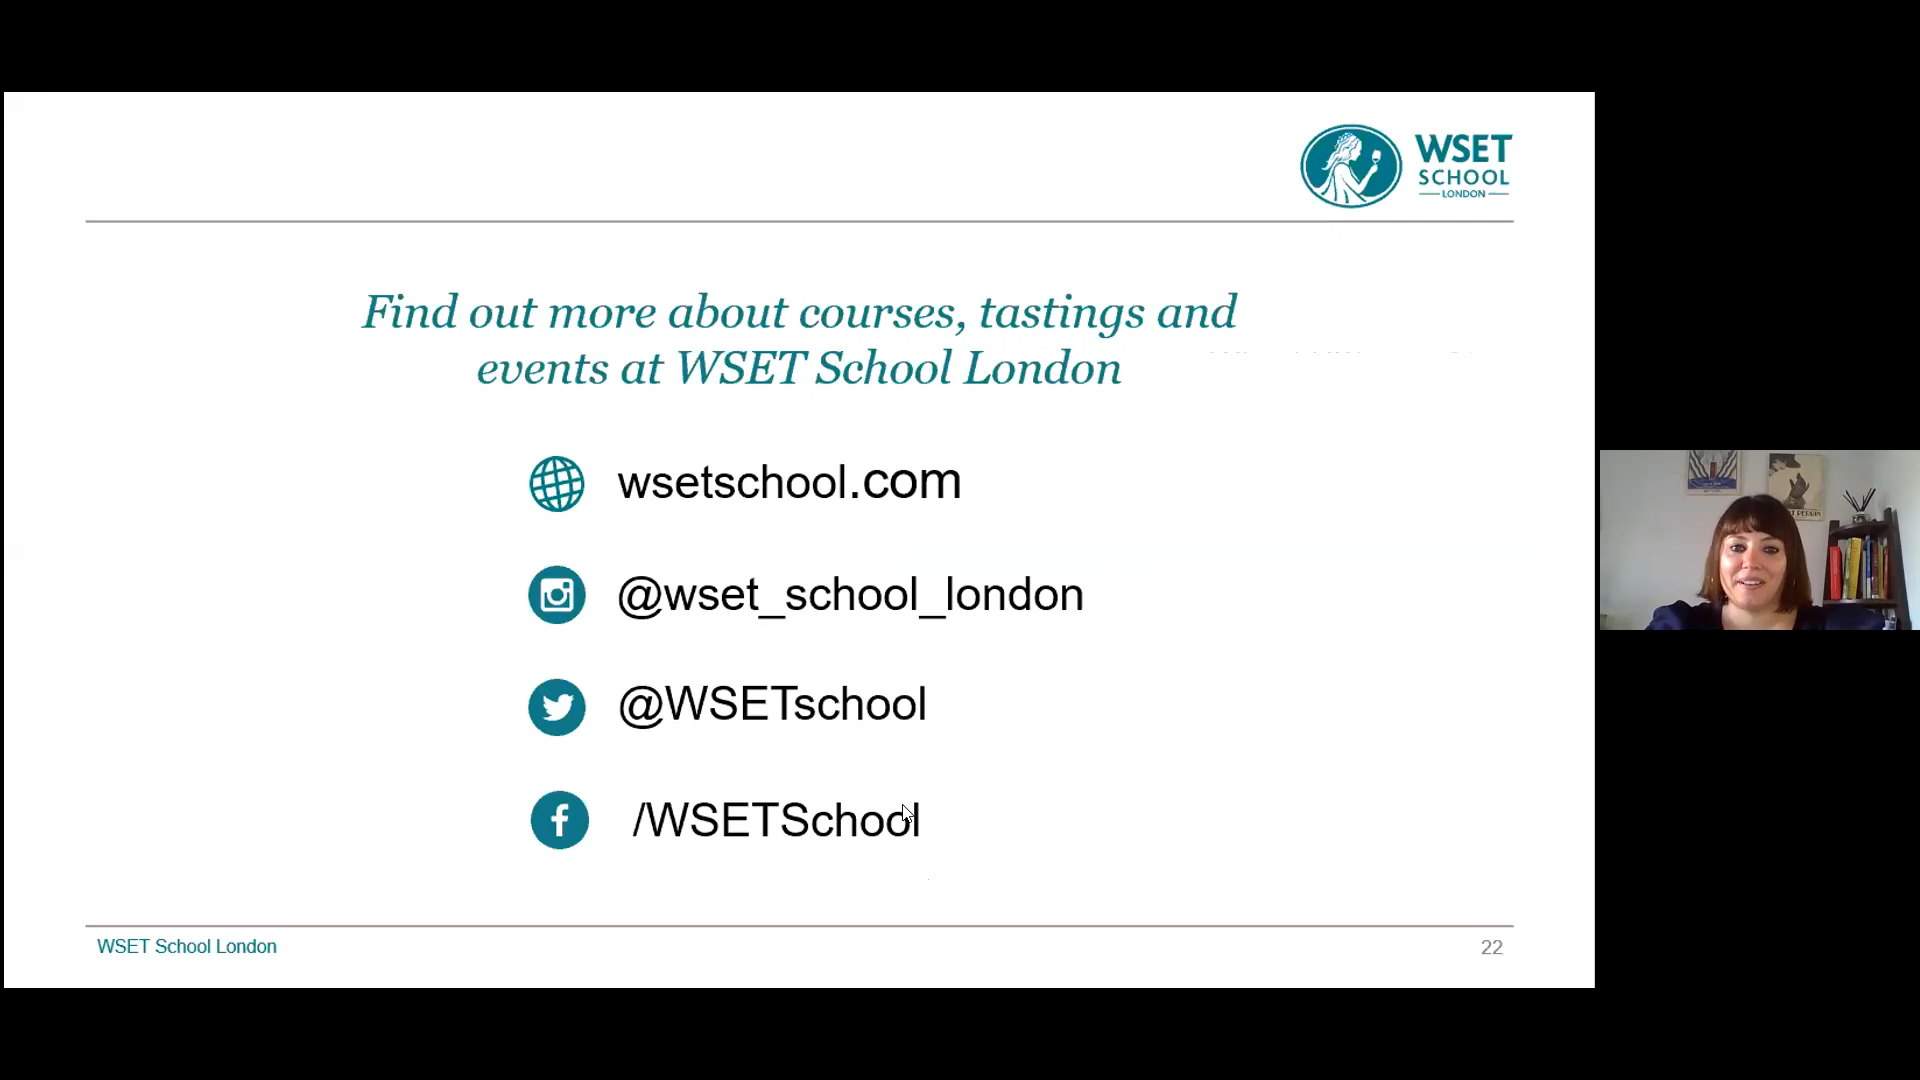 WSET
SCHOOL
LONDON
Find out more about courses, tastings and
events at WSET School London
wsetschool.com
@wset_school_london
@WSETschool
/WSETSchool
WSET School London
22
PERRIN